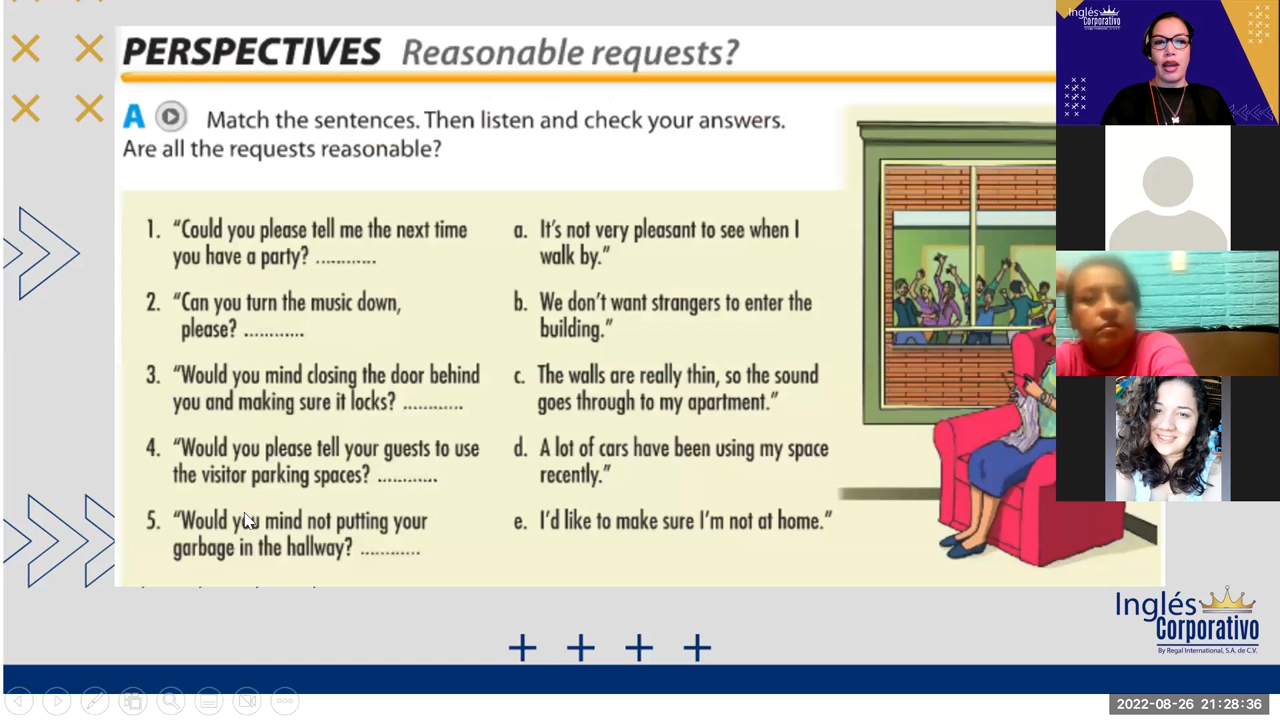 PERSPECTIVES Reasonable requests?
A Match the sentences. Then listen and check your answers.
Are all the requests reasonable?
1. “Could you please tell me the next time
you have a party? ............
2. “Can you turn the music down,
please? ............
3. “Would you mind closing the door behind
you and making sure it locks? ............
4. “Would you please tell your guests to use
the visitor parking spaces? ............
5. “Would you mind not putting your
garbage in the hallway? ............
a. It’s not very pleasant to see when I
walk by.”
b. We don’t want strangers to enter the
building.”
c. The walls are really thin, so the sound
goes through to my apartment.”
d. A lot of cars have been using my space
recently.”
e. I’d like to make sure I’m not at home.”
Inglés
Corporativo
Inglés
Corporativo
By Regal International, S.A. de C.V.
2022-08-26 21:28:36